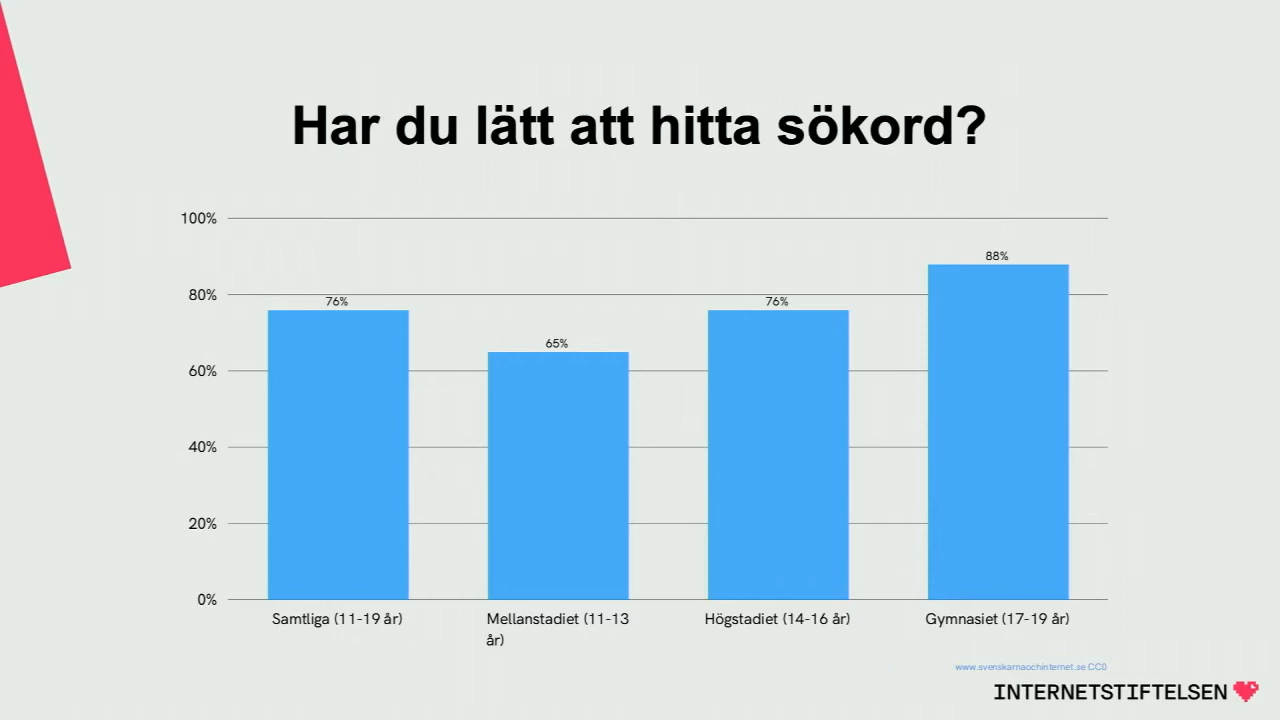 Har du lätt att hitta sökord?
100%
80%
60%
40%
20%
0%
76%
65%
76%
88%
Samtliga (11-19 år)
Mellanstadiet (11-13
år)
Högstadiet (14-16 år)
Gymnasiet (17-19 år)
www.svenskarnaochinternet.se CC0
INTERNETSTIFTELSEN